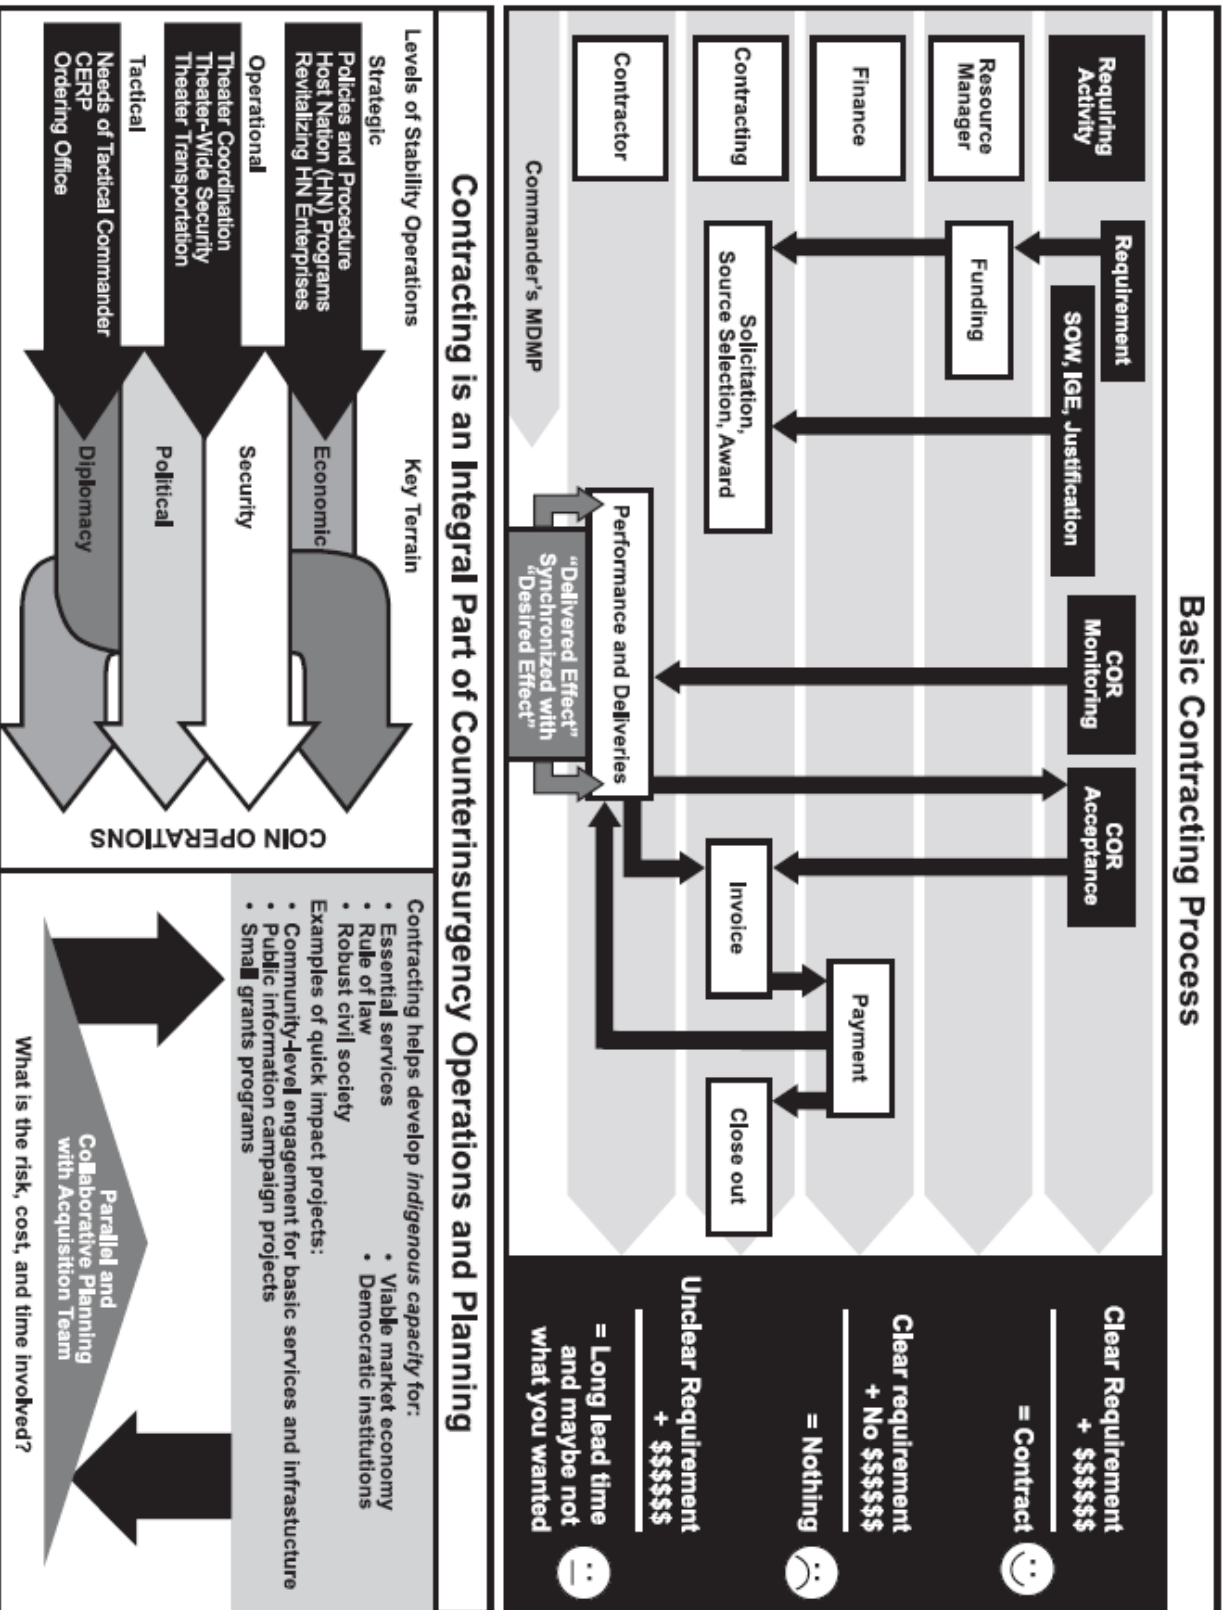 Basic Contracting Process
Requiring
Activity
Resource
Manager
Finance
Contracting
Contractor
Commander's MDMP
Requirement
SOW, IGE, Justification
Funding
Solicitation,
Source Selection, Award
COR
Monitoring
COR
Acceptance
Performance and Deliveries
"Delivered Effect"
Synchronized with
"Desired Effect"
Invoice
Payment
Close out
Clear Requirement
+ $$$$$$
= Contract
Clear requirement
+ No $$$$$$
= Nothing
Unclear Requirement
+ $$$$$$
= Long lead time
and maybe not
what you wanted
Contracting is an Integral Part of Counterinsurgency Operations and Planning
Levels of Stability Operations
Key Terrain
Strategic
Policies and Procedure
Host Nation (HN) Programs
Revitalizing HN Enterprises
Operational
Theater Coordination
Theater-Wide Security
Theater Transportation
Tactical
Needs of Tactical Commander
CERP
Ordering Office
Economic
Security
Political
Diplomacy
COIN OPERATIONS
Contracting helps develop indigenous capacity for:
• Essential services
• Rule of law
• Robust civil society
• Viable market economy
• Democratic institutions
Examples of quick impact projects:
• Community-level engagement for basic services and infrastucture
• Public information campaign projects
• Small grants programs
Parallel and
Collaborative Planning
with Acquisition Team
What is the risk, cost, and time involved?